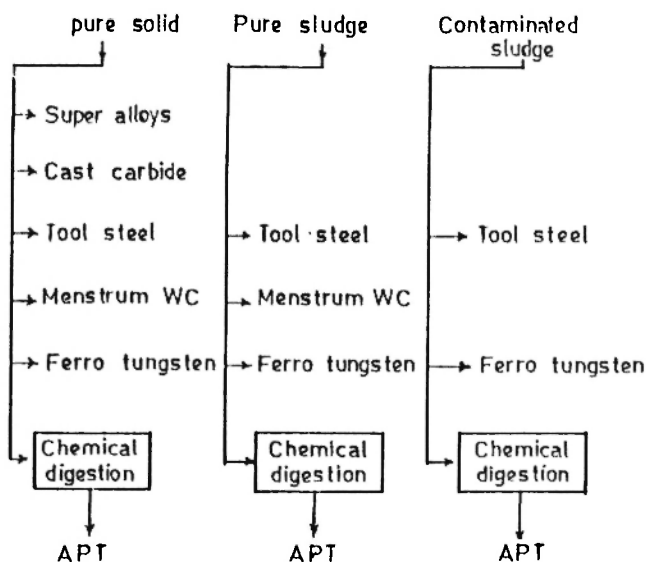 pure solid
Super alloys
Cast carbide
Tool steel
Menstrum WC
Ferro tungsten
Chemical
digestion
APT
Pure sludge
Tool steel
Menstrum WC
Ferro tungsten
Chemical
digestion
APT
Contaminated
sludge
Tool steel
Ferro tungsten
Chemical
digestion
APT